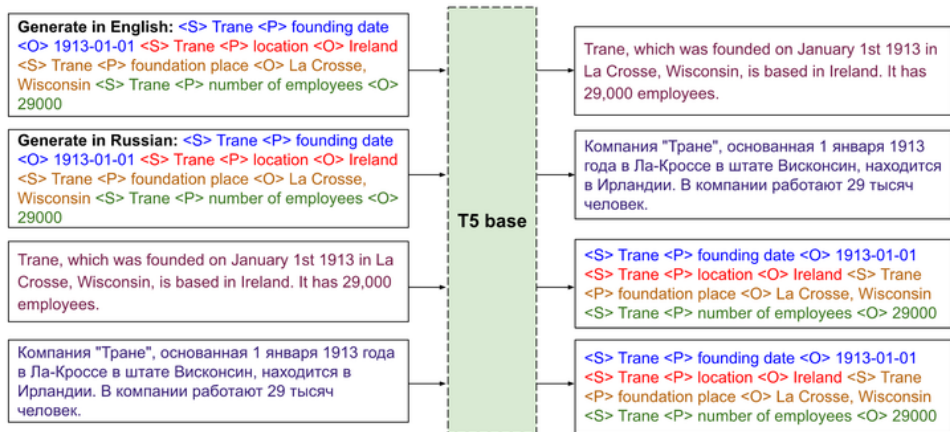 Generate in English: <S> Trane <P> founding date
<O> 1913-01-01 <S> Trane <P> location <O> Ireland
<S> Trane <P> foundation place <O> La Crosse,
Wisconsin <S> Trane <P> number of employees <O>
29000
Generate in Russian: <S> Trane <P> founding date
<O> 1913-01-01 <S> Trane <P> location <O> Ireland
<S> Trane <P> foundation place <O> La Crosse,
Wisconsin <S> Trane <P> number of employees <O>
29000
Trane, which was founded on January 1st 1913 in La
Crosse, Wisconsin, is based in Ireland. It has 29,000
employees.
Компания "Тране", основанная 1 января 1913 года
в Ла-Кроссе в штате Висконсин, находится в
Ирландии. В компании работают 29 тысяч
человек.
T5 base
Trane, which was founded on January 1st 1913 in
La Crosse, Wisconsin, is based in Ireland. It has
29,000 employees.
Компания "Тране", основанная 1 января 1913
года в Ла-Кроссе в штате Висконсин, находится
в Ирландии. В компании работают 29 тысяч
человек.
<S> Trane <P> founding date <O> 1913-01-01
<S> Trane <P> location <O> Ireland <S> Trane
<P> foundation place <O> La Crosse, Wisconsin
<S> Trane <P> number of employees <O> 29000
<S> Trane <P> founding date <O> 1913-01-01
<S> Trane <P> location <O> Ireland <S> Trane
<P> foundation place <O> La Crosse, Wisconsin
<S> Trane <P> number of employees <O> 29000